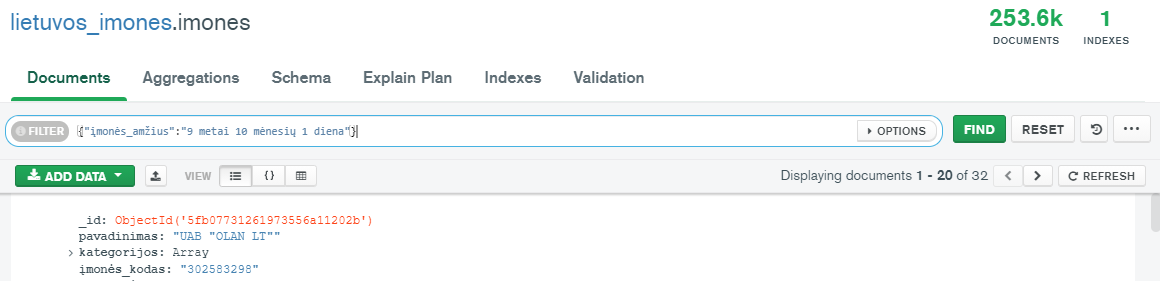 lietuvos_imones.imones
253.6k
DOCUMENTS
1
INDEXES
Documents
Aggregations
Schema
Explain Plan
Indexes
Validation
FILTER
{"įmonės_amžius":"9 metai 10 mėnesių 1 diena"}
OPTIONS
FIND
RESET
ADD DATA
VIEW
{}
Displaying documents 1 - 20 of 32
REFRESH
_id: ObjectId('5fb07731261973556a11202b')
pavadinimas: "UAB "OLAN LT""
kategorijos: Array
įmonės_kodas: "302583298"